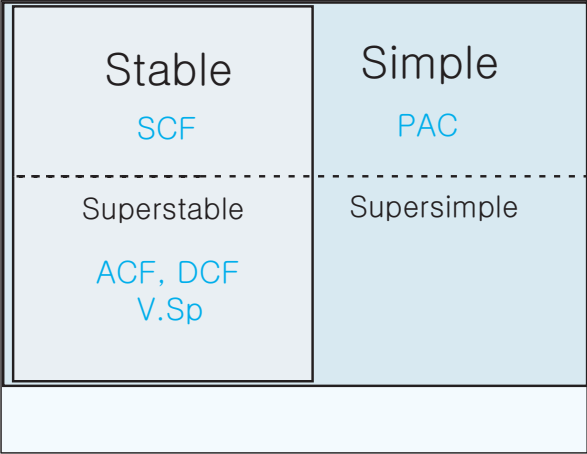 Stable
SCF
Simple
PAC
Superstable
ACF, DCF
V.Sp
Supersimple